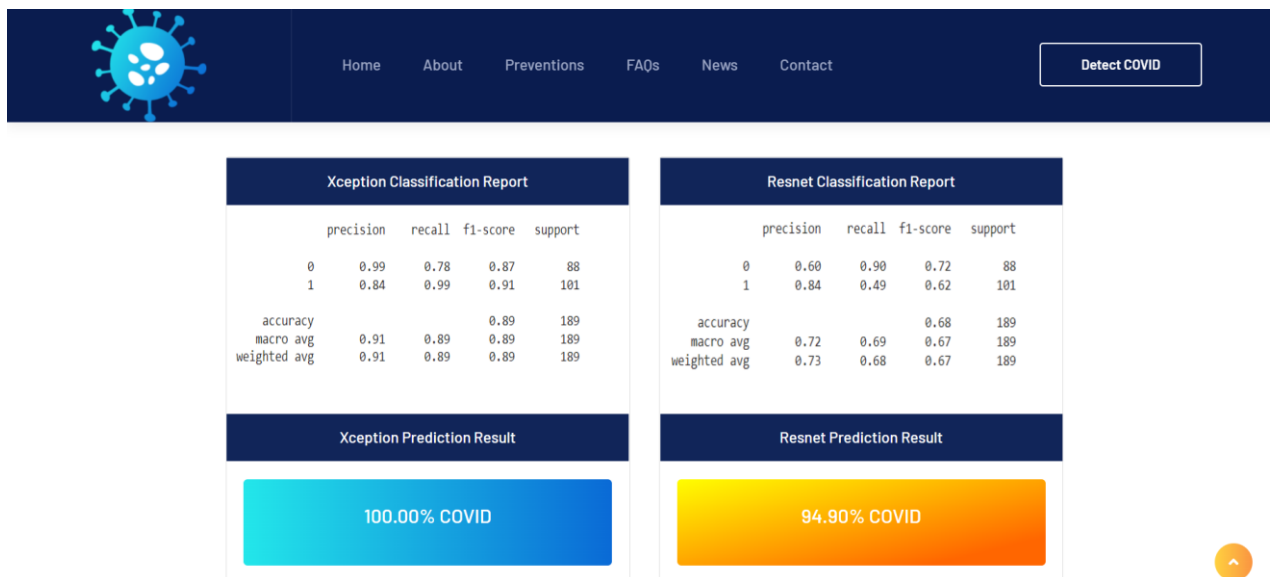 Home About Preventions FAQs News Contact Detect COVID
Xception Classification Report
precision recall f1-score support
0 0.99 0.78 0.87 88
1 0.84 0.99 0.91 101
accuracy 0.89 189
macro avg 0.91 0.89 0.89 189
weighted avg 0.91 0.89 0.89 189
Xception Prediction Result
100.00% COVID
Resnet Classification Report
precision recall f1-score support
0 0.60 0.90 0.72 88
1 0.84 0.49 0.62 101
accuracy 0.68 189
macro avg 0.72 0.69 0.67 189
weighted avg 0.73 0.68 0.67 189
Resnet Prediction Result
94.90% COVID